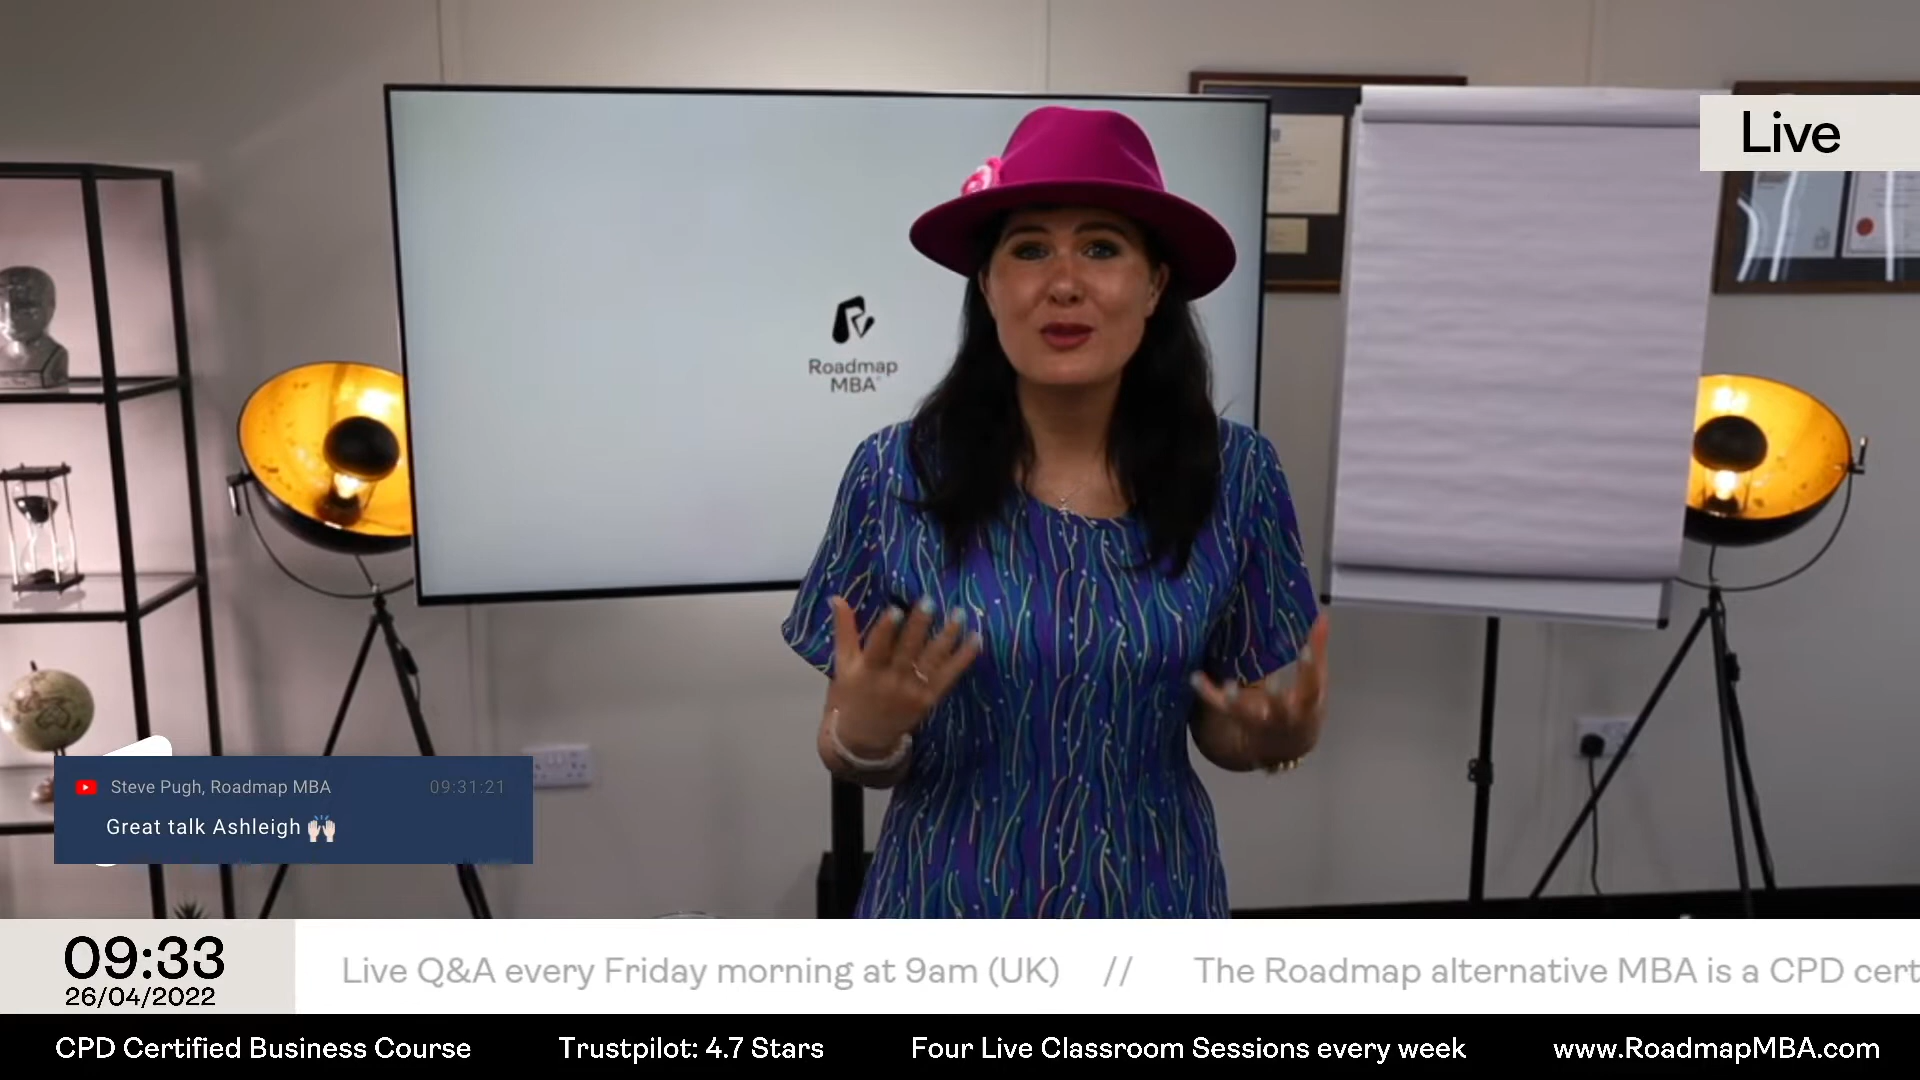 Live
Roadmap
MBA
Steve Pugh, Roadmap MBA 09:31:21
Great talk Ashleigh 🙌🏻
09:33
26/04/2022
Live Q&A every Friday morning at 9am (UK) // The Roadmap alternative MBA is a CPD cert
CPD Certified Business Course Trustpilot: 4.7 Stars Four Live Classroom Sessions every week www.RoadmapMBA.com